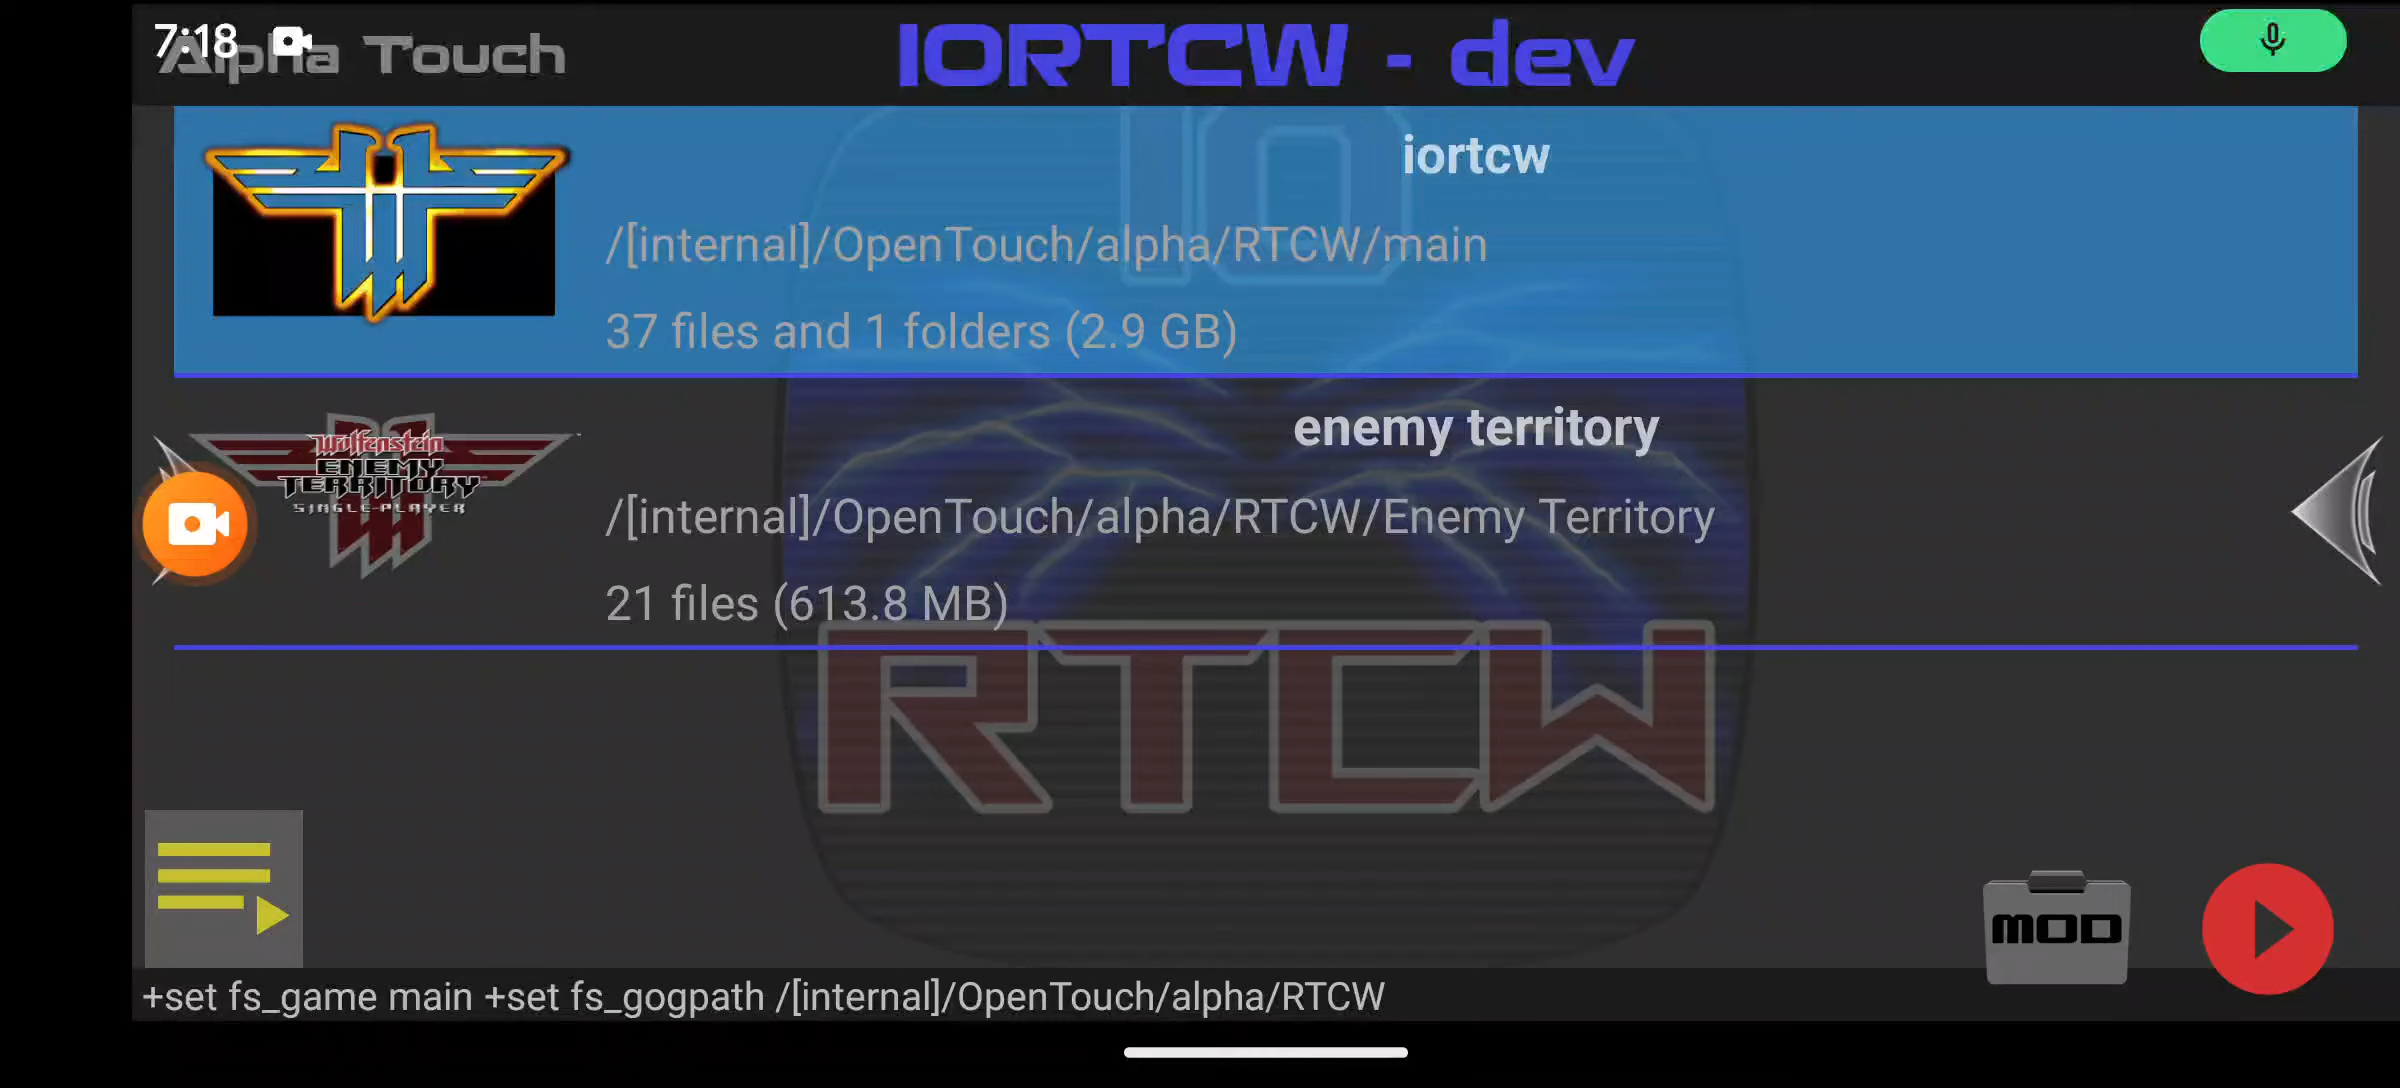 7:18
Alpha Touch
IORTCW - dev
IO
iortcw
/[internal]/OpenTouch/alpha/RTCW/main
37 files and 1 folders (2.9 GB)
Wolfenstein
ENEMY
TERRITORY
SINGLE-PLAYER
enemy territory
/[internal]/OpenTouch/alpha/RTCW/Enemy Territory
21 files (613.8 MB)
RTCW
MOD
+set fs_game main +set fs_gogpath /[internal]/OpenTouch/alpha/RTCW